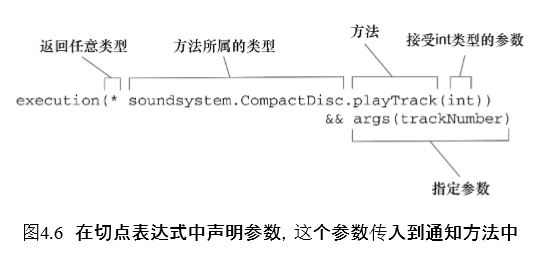 方法
返回任意类型
方法所属的类型
接受int类型的参数
execution(* soundsystem.CompactDisc.playTrack(int))
&& args(trackNumber)
指定参数
图4.6 在切点表达式中声明参数, 这个参数传入到通知方法中